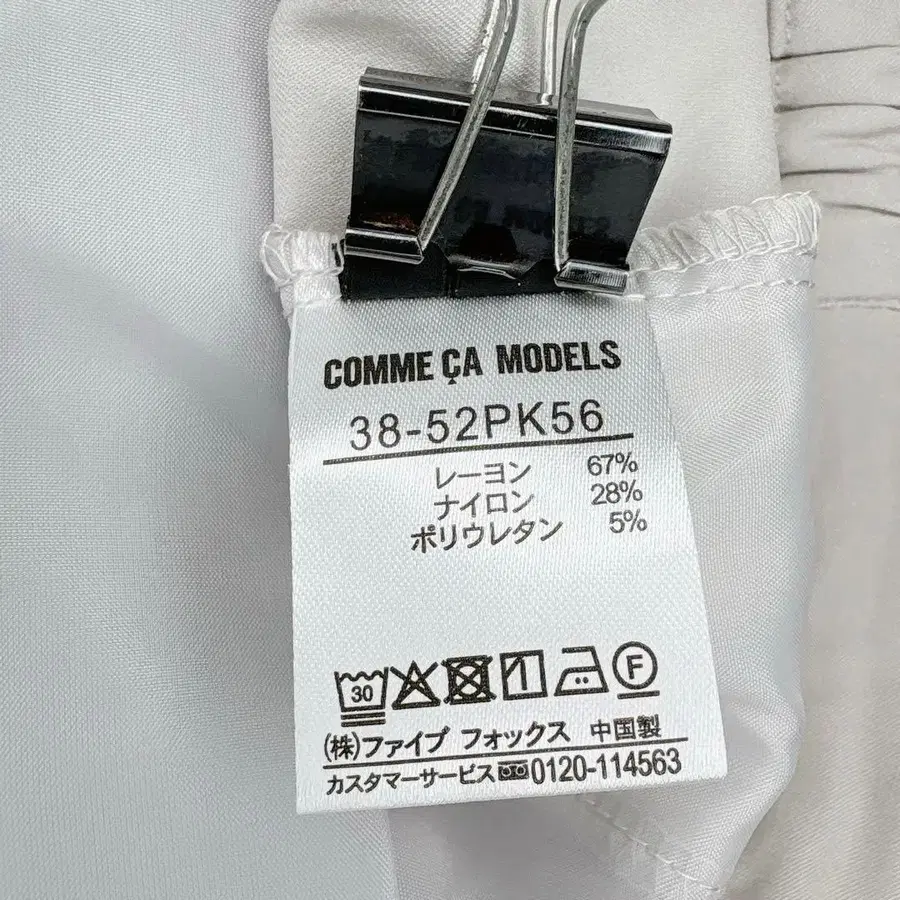 COMME ÇA MODELS
38-52PK56
レーヨン 67%
ナイロン 28%
ポリウレタン 5%
30 F
(株)ファイブ フォックス 中国製
カスタマーサービス 0120-114563